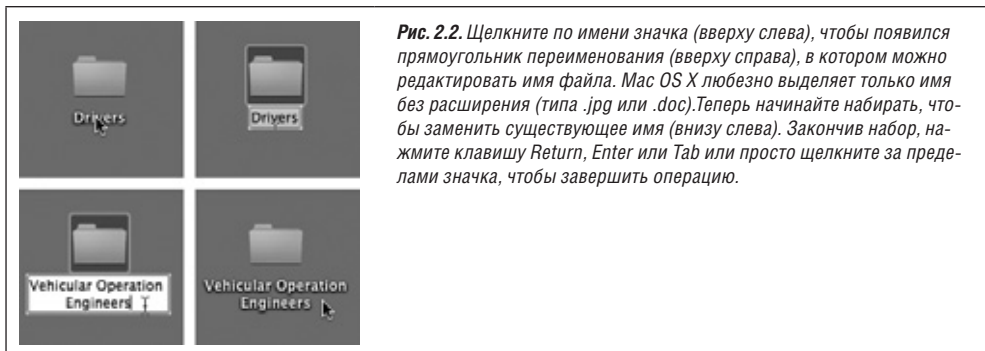 Рис. 2.2. Щелкните по имени значка (вверху слева), чтобы появился
прямоугольник переименования (вверху справа), в котором можно
редактировать имя файла. Mac OS X любезно выделяет только имя
без расширения (типа .jpg или .doc).Теперь начинайте набирать, что-
бы заменить существующее имя (внизу слева). Закончив набор, на-
жмите клавишу Return, Enter или Tab или просто щелкните за преде-
лами значка, чтобы завершить операцию.
Drivers
Drivers
Vehicular Operation
Engineers
Vehicular Operation
Engineers